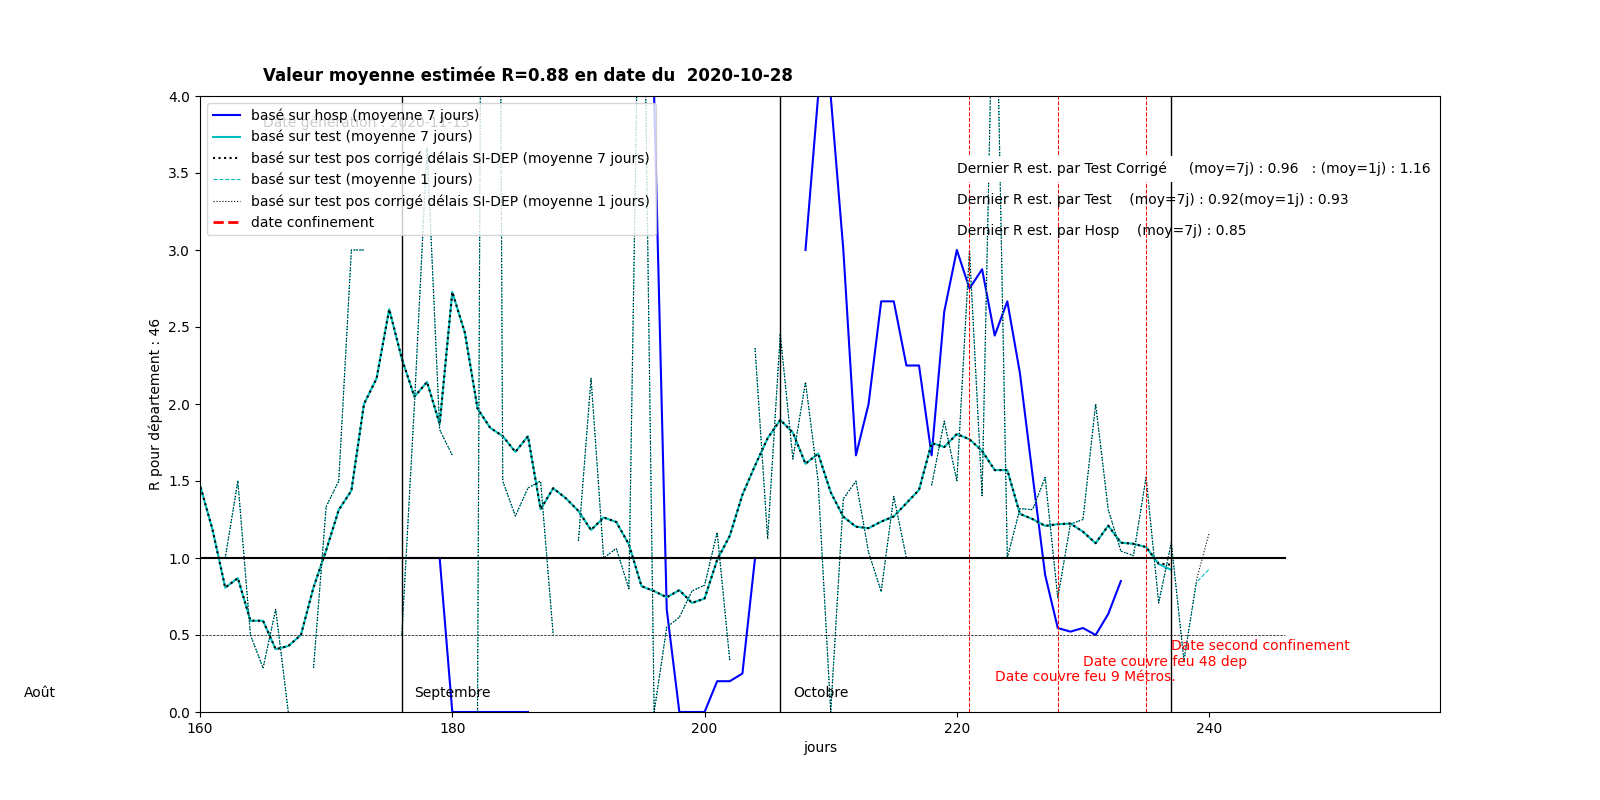 Valeur moyenne estimée R=0.88 en date du  2020-10-28
Date génération : 2020-11-13
basé sur hosp (moyenne 7 jours)
basé sur test (moyenne 7 jours)
basé sur test pos corrigé délais SI-DEP (moyenne 7 jours)
basé sur test (moyenne 1 jours)
basé sur test pos corrigé délais SI-DEP (moyenne 1 jours)
date confinement
Dernier R est. par Test Corrigé     (moy=7j) : 0.96   : (moy=1j) : 1.16
Dernier R est. par Test    (moy=7j) : 0.92(moy=1j) : 0.93
Dernier R est. par Hosp    (moy=7j) : 0.85
4.0
3.5
3.0
2.5
2.0
1.5
1.0
0.5
0.0
R pour département : 46
Date second confinement
Date couvre feu 48 dep
Date couvre feu 9 Métros.
Août
Septembre
Octobre
160
180
200
220
240
jours